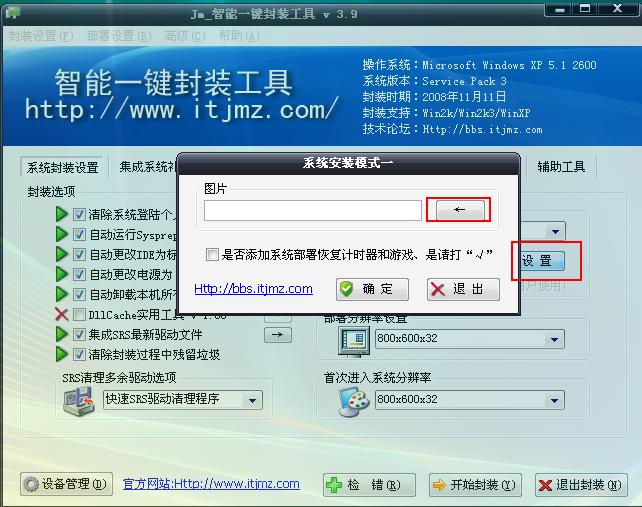 Jm_智能一键封装工具 v 3.9
封装设置(F) 部署设置(R) 高级(C) 帮助(A)
智能一键封装工具
http://www.itjmz.com/
操作系统：Microsoft Windows XP 5.1 2600
系统版本：Service Pack 3
封装时期：2008年11月11日
封装支持：Win2k/Win2k3/WinXP
技术论坛：Http://bbs.itjmz.com
系统封装设置
集成系统补
辅助工具
系统安装模式一
图片
←
是否添加系统部署恢复计时器和游戏、是请打“√”
Http://bbs.itjmz.com
确 定
退 出
封装选项
清除系统登陆个人
自动运行Sysprep
自动更改IDE为标
自动更改电源为
自动卸载本机所有
DllCache实用工具 v 1.00
集成SRS最新驱动文件
→
清除封装过程中残留垃圾
设 置
户使用
部署分辨率设置
800x600x32
SRS清理多余驱动选项
快速SRS驱动清理程序
首次进入系统分辨率
800x600x32
设备管理(D)
官方网站:Http://www.itjmz.com
检 错(R)
开始封装(Y)
退出封装(N)